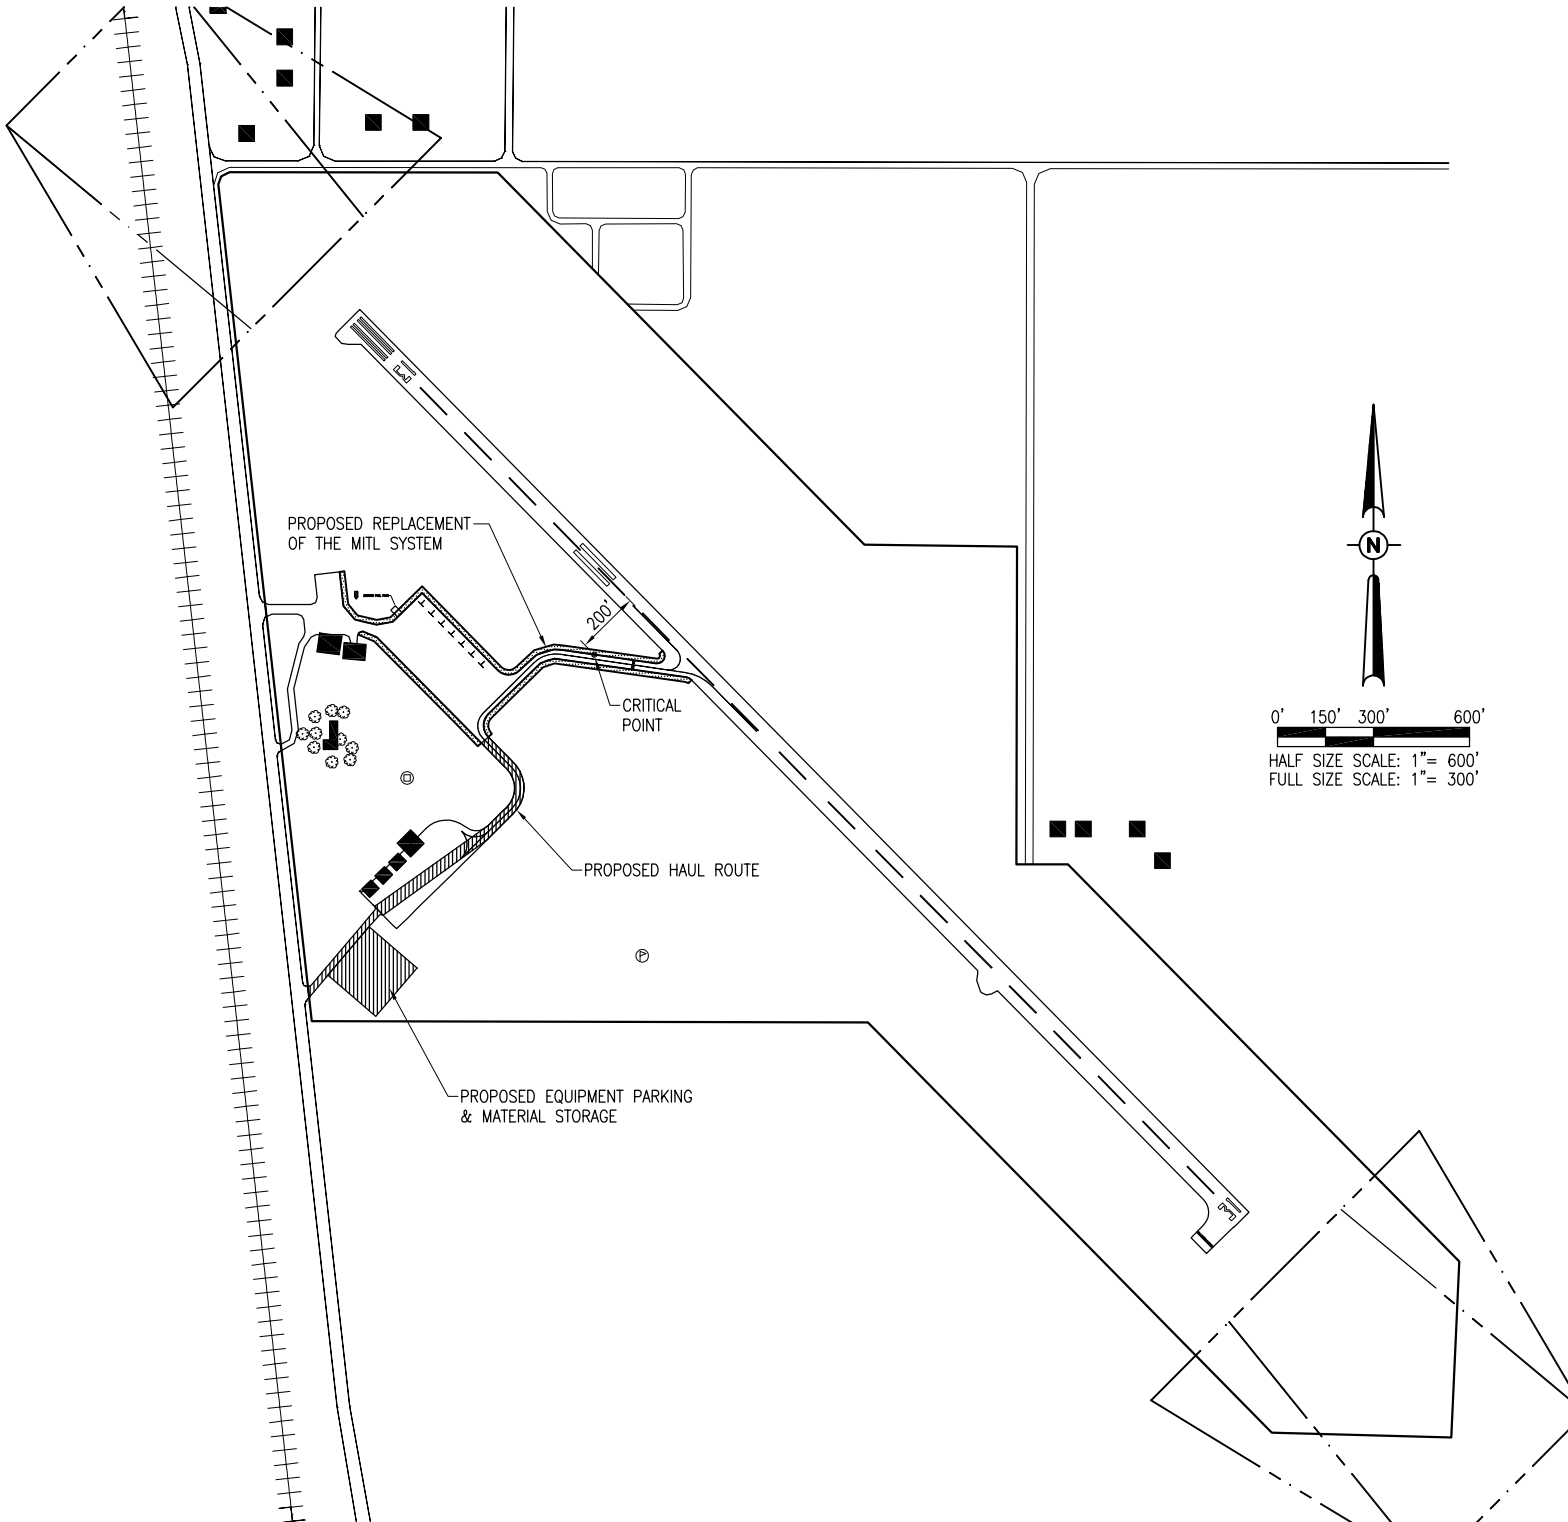 PROPOSED REPLACEMENT
OF THE MITL SYSTEM
200'
CRITICAL
POINT
N
0' 150' 300' 600'
HALF SIZE SCALE: 1"= 600'
FULL SIZE SCALE: 1"= 300'
PROPOSED HAUL ROUTE
P
PROPOSED EQUIPMENT PARKING
& MATERIAL STORAGE